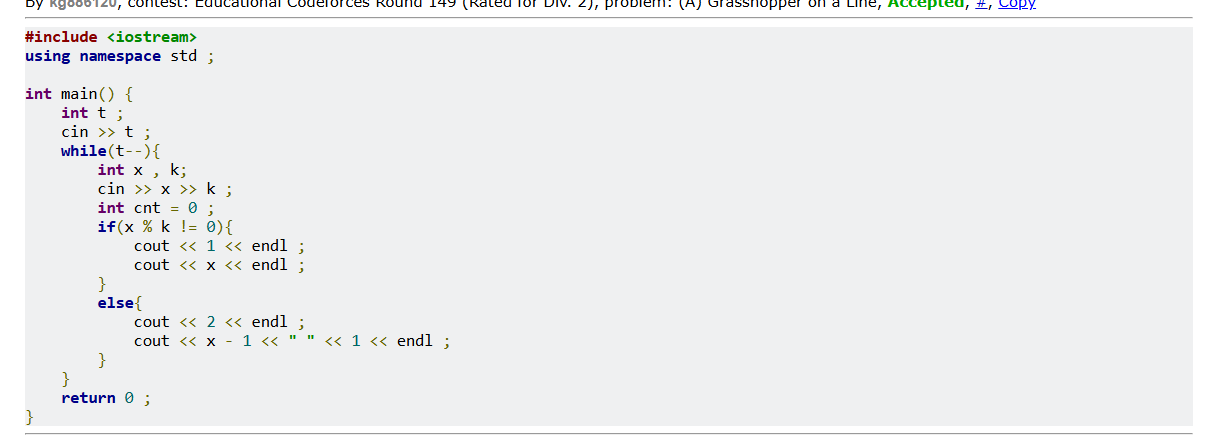 By kg886120, contest: Educational Codeforces Round 149 (Rated for Div. 2), problem: (A) Grasshopper on a Line, Accepted, #, Copy
#include <iostream>
using namespace std ;
int main() {
    int t ;
    cin >> t ;
    while(t--){
        int x , k;
        cin >> x >> k ;
        int cnt = 0 ;
        if(x % k != 0){
            cout << 1 << endl ;
            cout << x << endl ;
        }
        else{
            cout << 2 << endl ;
            cout << x - 1 << " " << 1 << endl ;
        }
    }
    return 0 ;
}